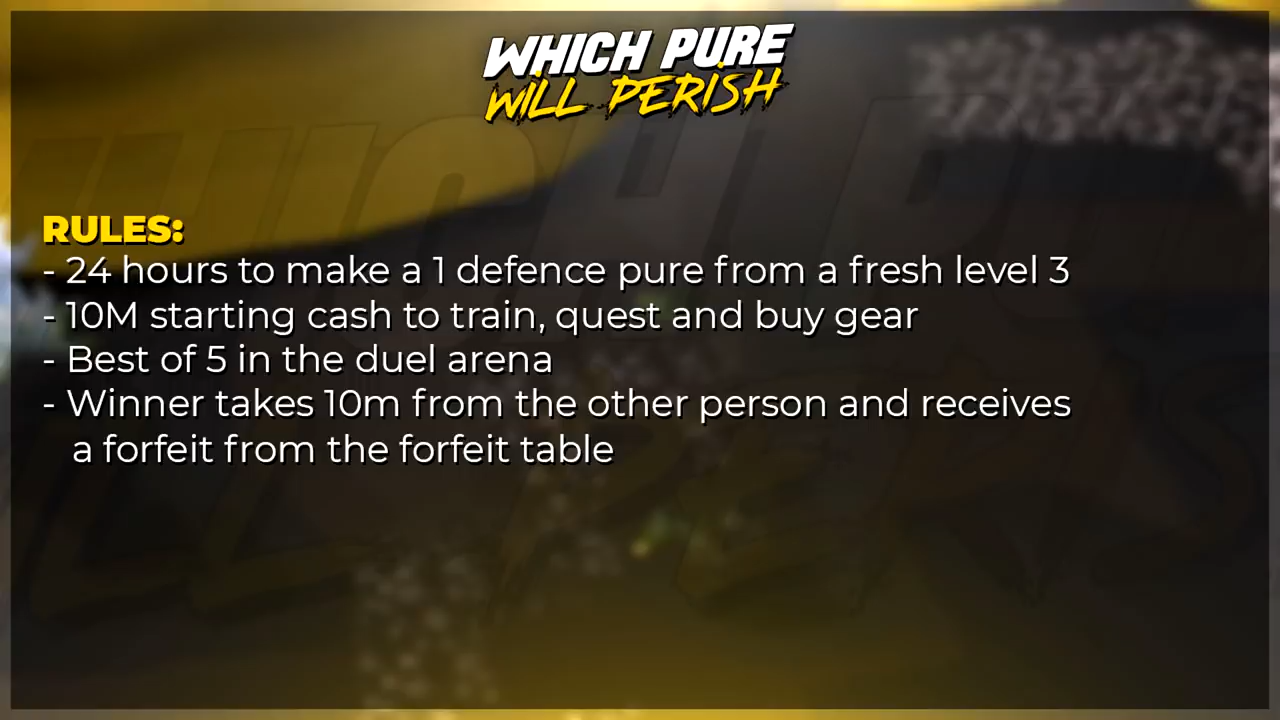 WHICH PURE
WILL PERISH
RULES:
- 24 hours to make a 1 defence pure from a fresh level 3
- 10M starting cash to train, quest and buy gear
- Best of 5 in the duel arena
- Winner takes 10m from the other person and receives
a forfeit from the forfeit table